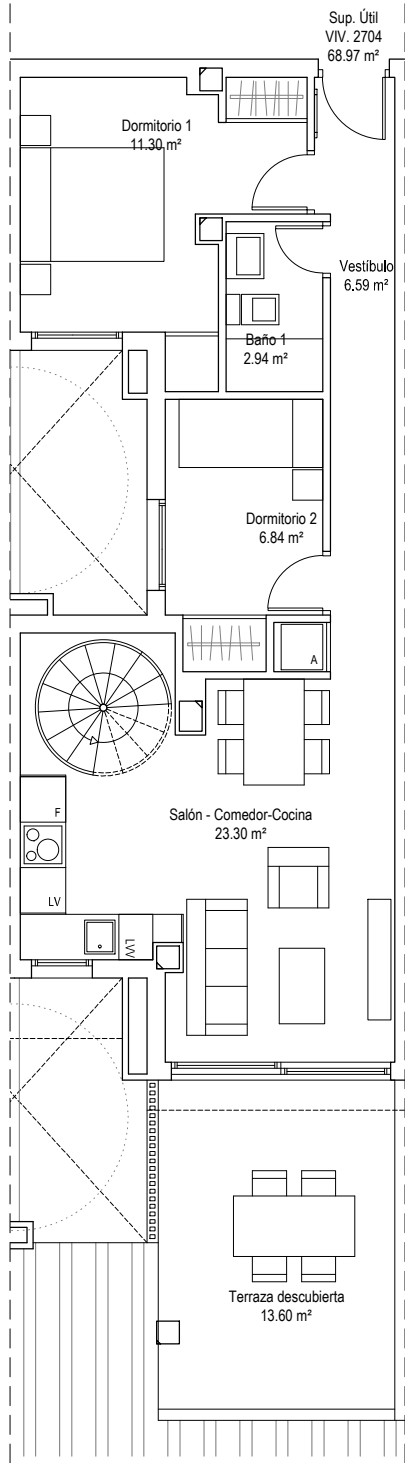 Sup. Útil
VIV. 2704
68.97 m²
Dormitorio 1
11.30 m²
Vestíbulo
6.59 m²
Baño 1
2.94 m²
Dormitorio 2
6.84 m²
A
F
Salón - Comedor-Cocina
23.30 m²
LV
LVV
Terraza descubierta
13.60 m²